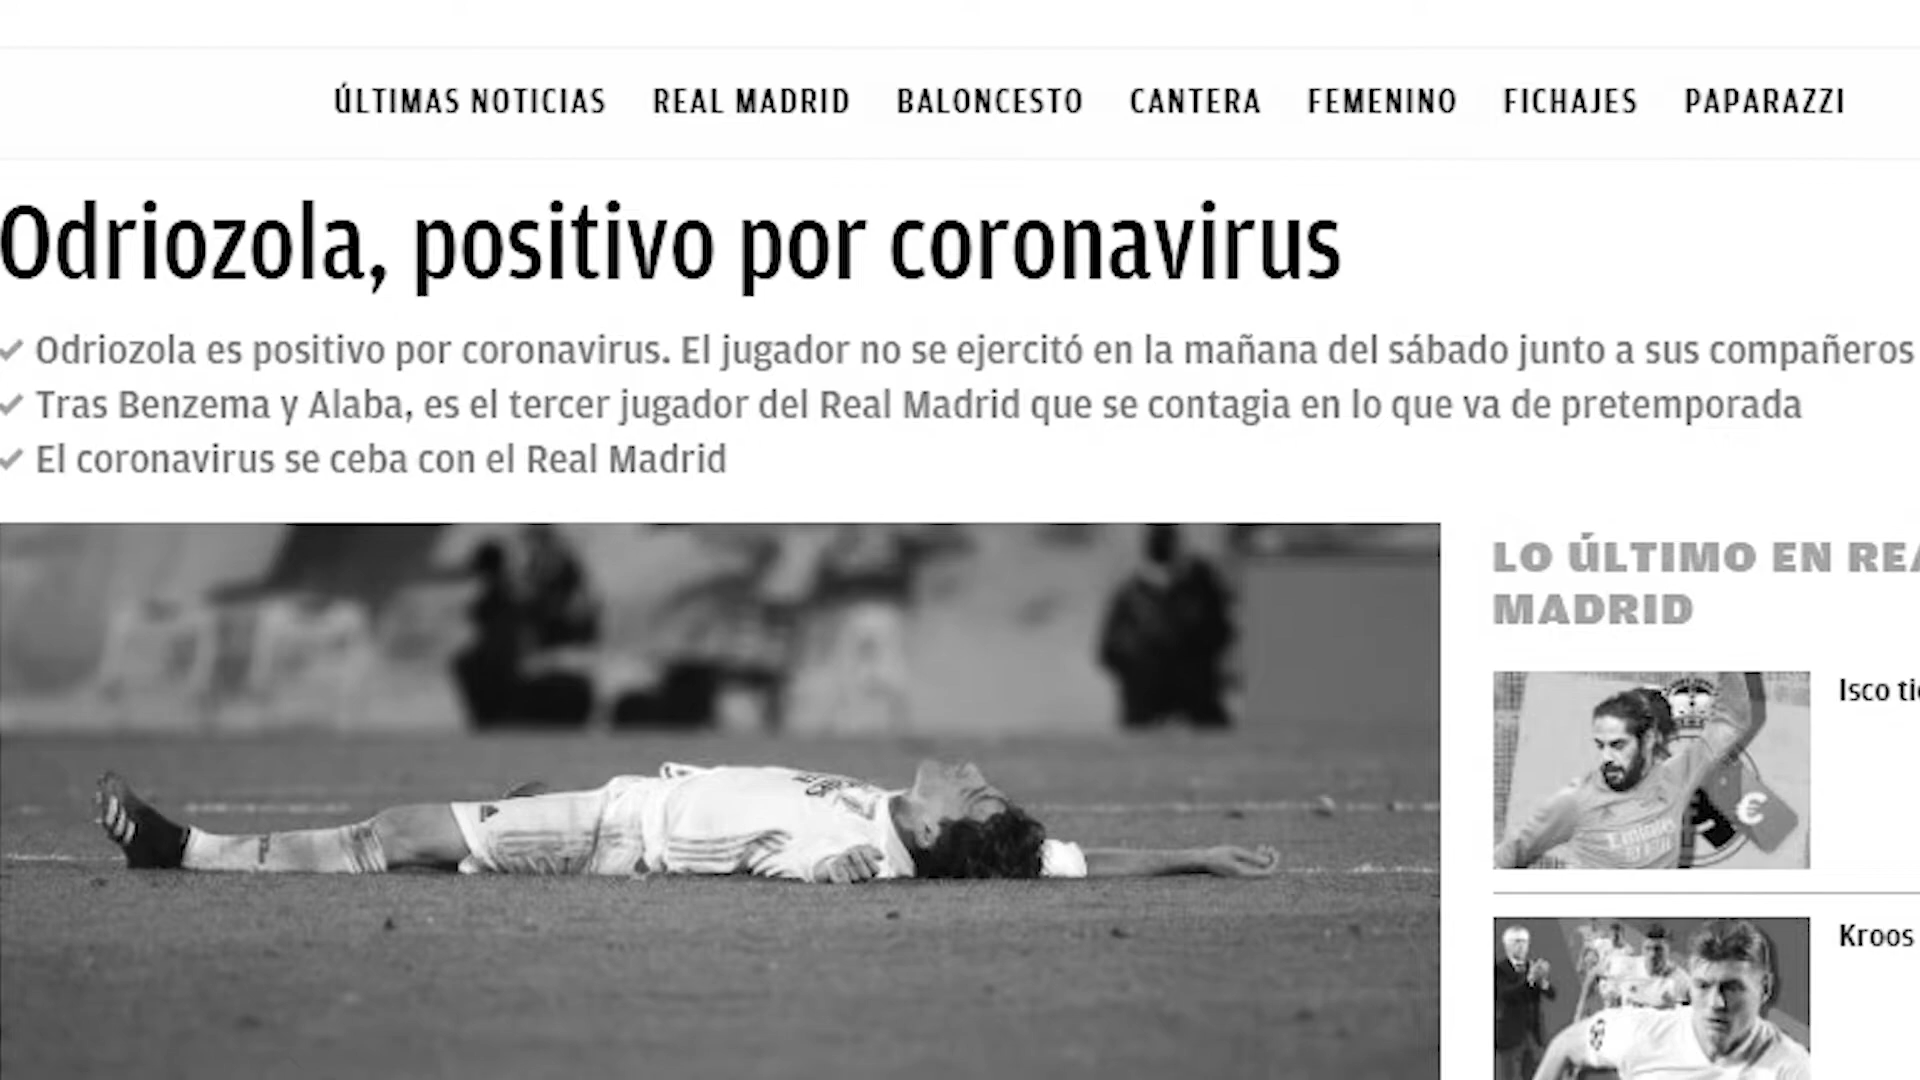 ÚLTIMAS NOTICIAS REAL MADRID BALONCESTO CANTERA FEMENINO FICHAJES PAPARAZZI
Odriozola, positivo por coronavirus
Odriozola es positivo por coronavirus. El jugador no se ejercitó en la mañana del sábado junto a sus compañeros
Tras Benzema y Alaba, es el tercer jugador del Real Madrid que se contagia en lo que va de pretemporada
El coronavirus se ceba con el Real Madrid
LO ÚLTIMO EN REA
MADRID
Isco ti
€
Kroos